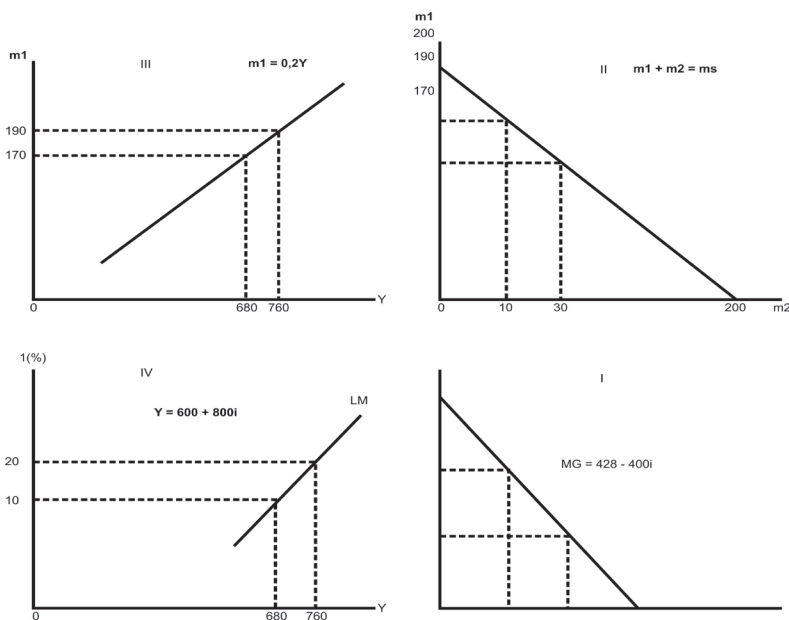 m1
III
m1 = 0,2Y
190
170
0
680
760
Y
m1
200
190
170
II
m1 + m2 = ms
0
10
30
200
m2
1(%)
IV
Y = 600 + 800i
LM
20
10
0
680
760
Y
I
MG = 428 - 400i